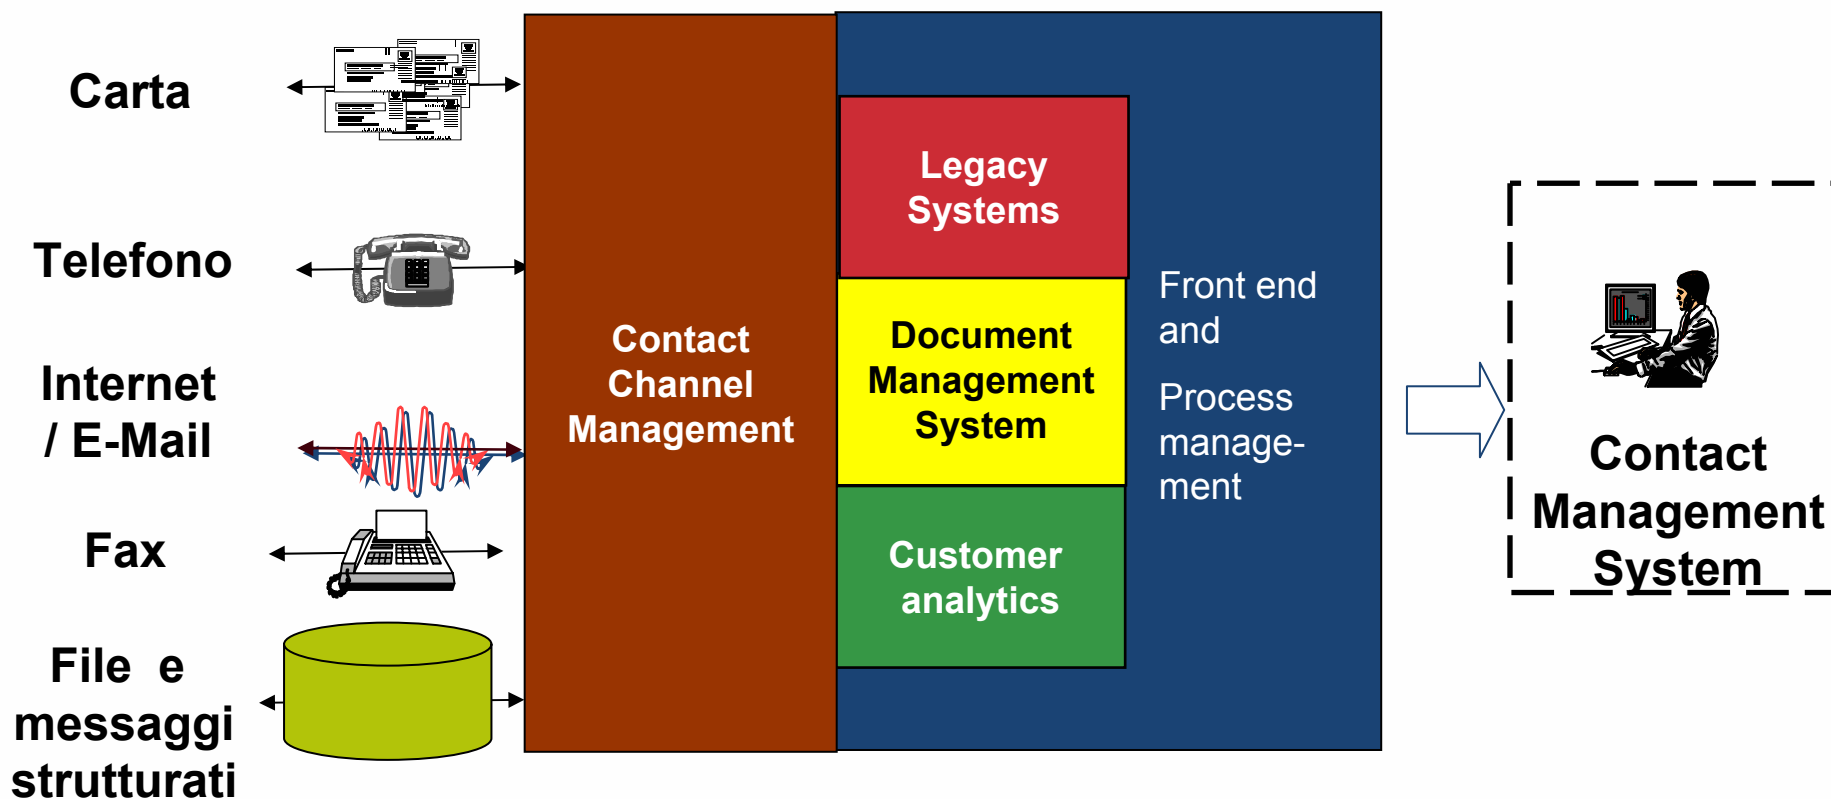 Carta
Telefono
Internet
/ E-Mail
Fax
File e
messaggi
strutturati
Contact
Channel
Management
Legacy
Systems
Document
Management
System
Customer
analytics
Front end
and
Process
manage-
ment
Contact
Management
System